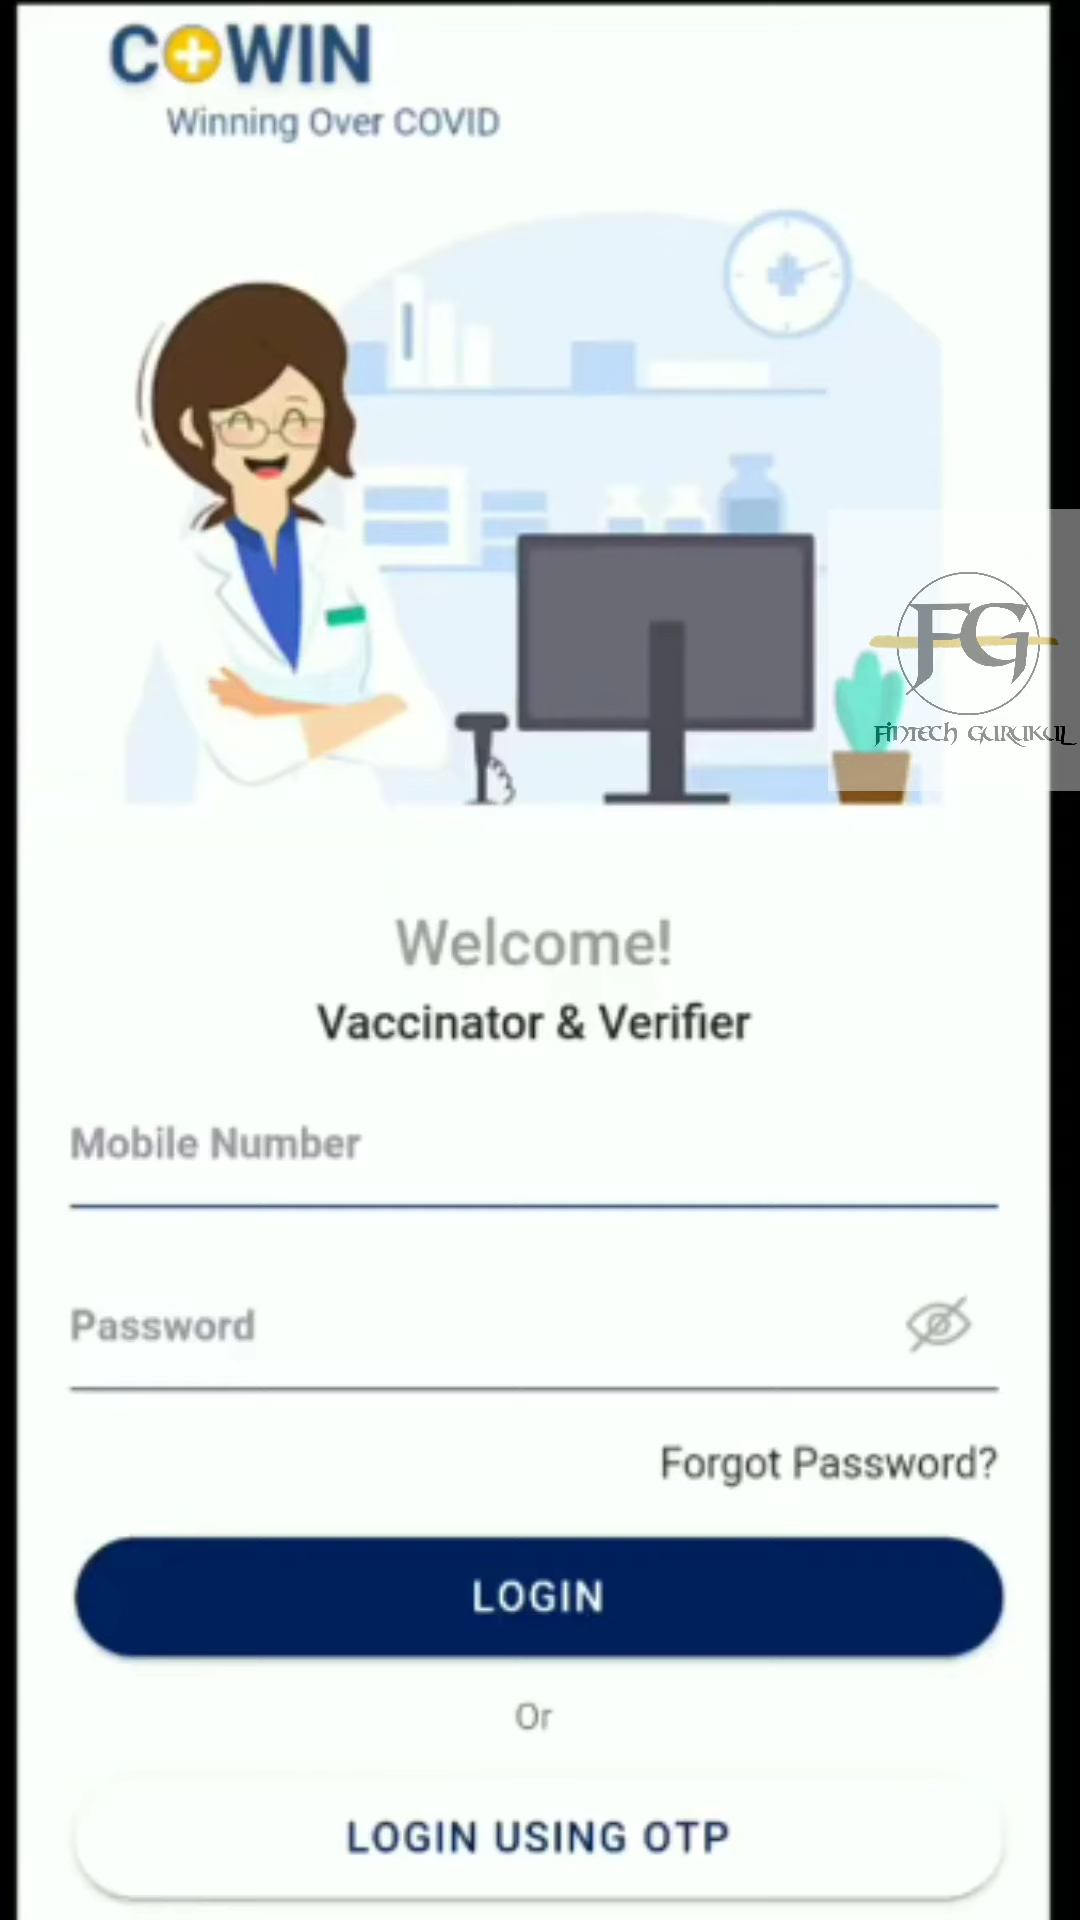 COWIN
Winning Over COVID
FG
FINTECH GURUKUL
Welcome!
Vaccinator & Verifier
Mobile Number
Password
Forgot Password?
LOGIN
Or
LOGIN USING OTP